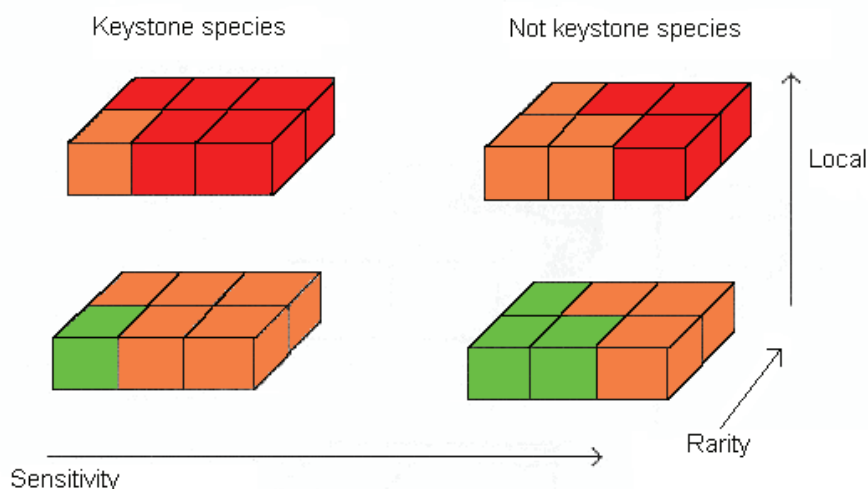 Keystone species
Not keystone species
Local
Rarity
Sensitivity